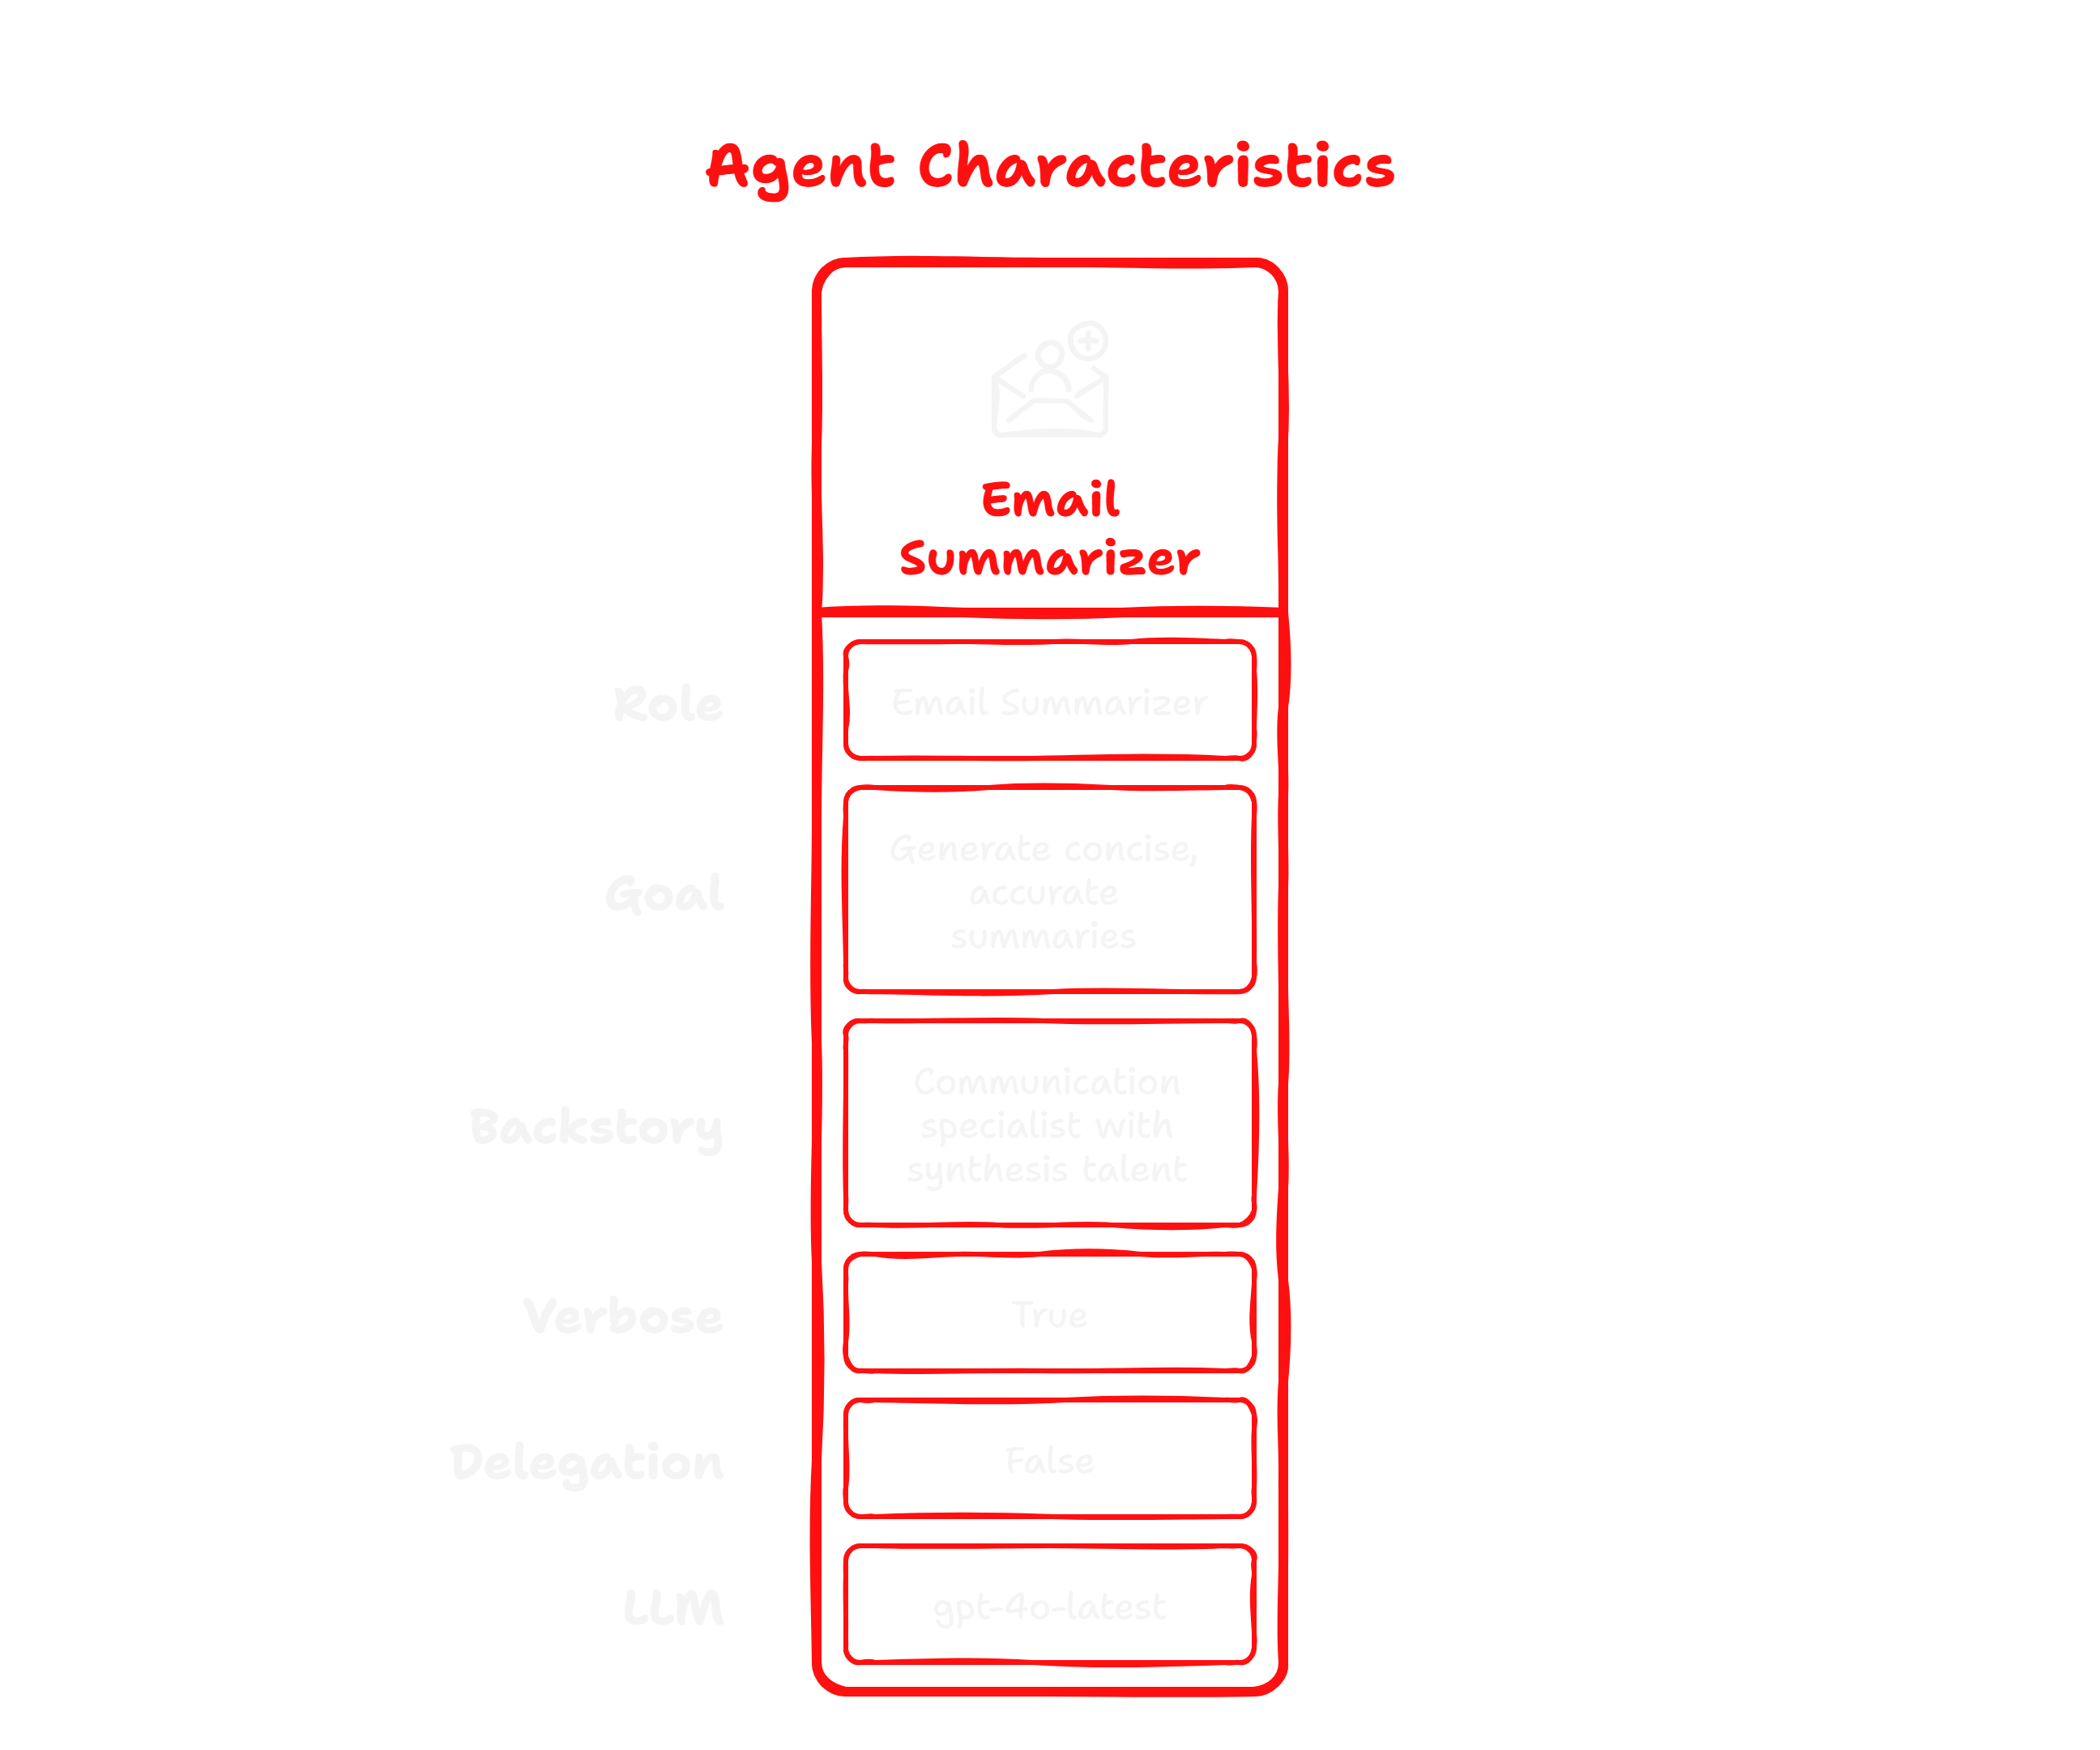 Agent Characteristics
Email
Summarizer
Role
Email Summarizer
Goal
Generate concise,
accurate
summaries
Backstory
Communication
specialist with
synthesis talent
Verbose
True
Delegation
False
LLM
gpt-4o-latest